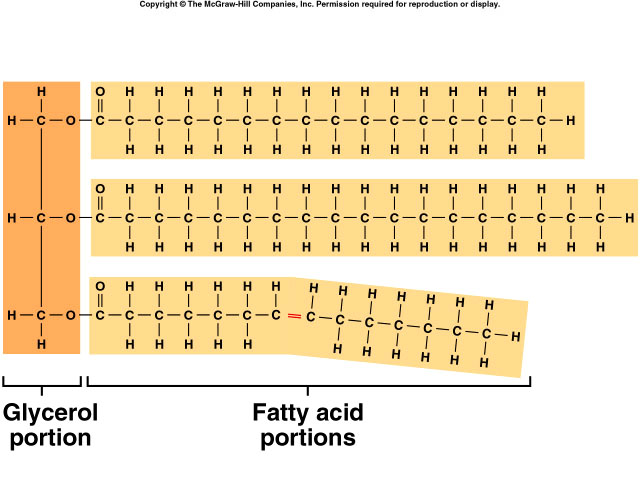 Copyright © The McGraw-Hill Companies, Inc. Permission required for reproduction or display.
H O H H H H H H H H H H H H H H H
H—C—O—C—C—C—C—C—C—C—C—C—C—C—C—C—C—C—C—H
H H H H H H H H H H H H H H H
O H H H H H H H H H H H H H H H H H
H—C—O—C—C—C—C—C—C—C—C—C—C—C—C—C—C—C—C—C—C—H
H H H H H H H H H H H H H H H H H
O H H H H H H H H H H H H H
H—C—O—C—C—C—C—C—C—C=C—C—C—C—C—C—C—H
H H H H H H H H H H H H
Glycerol
portion
Fatty acid
portions